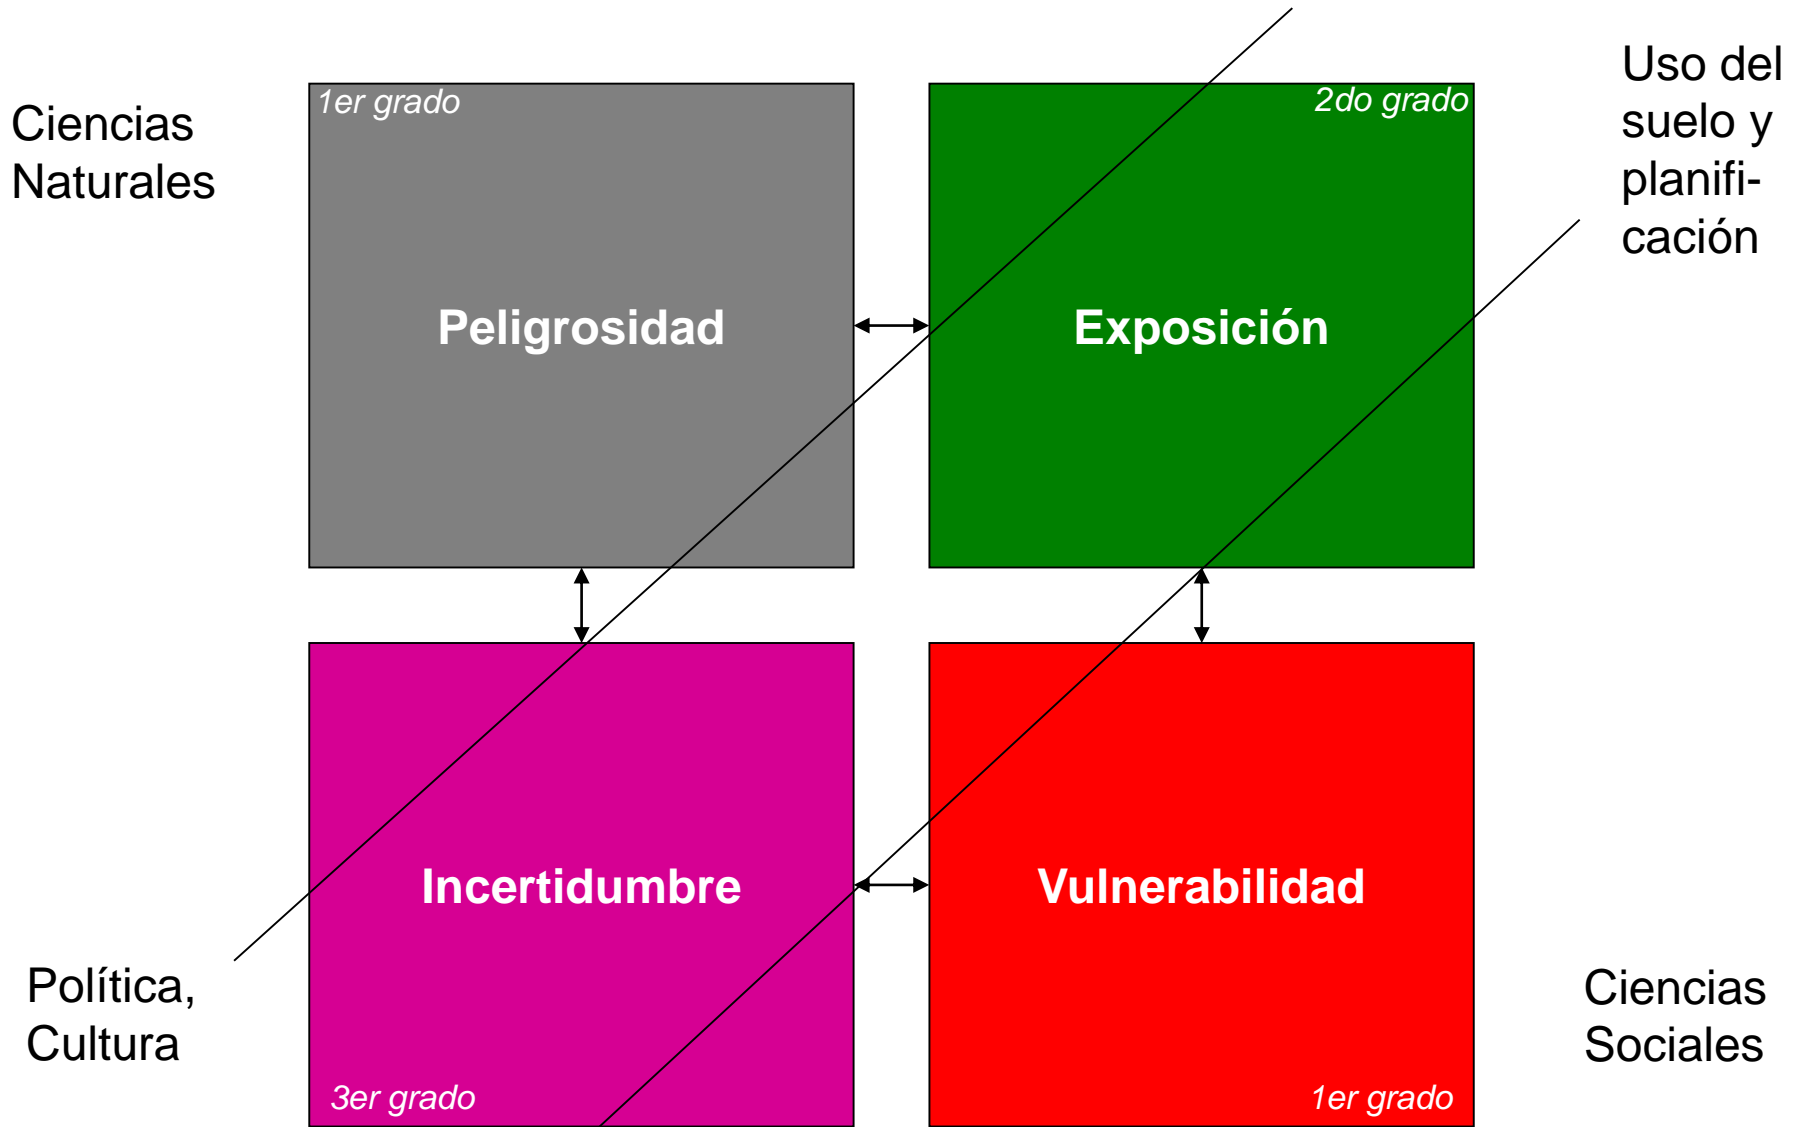 Ciencias
Naturales
1er grado
Peligrosidad
2do grado
Exposición
Uso del
suelo y
planifi-
cación
Política,
Cultura
Incertidumbre
3er grado
Vulnerabilidad
1er grado
Ciencias
Sociales